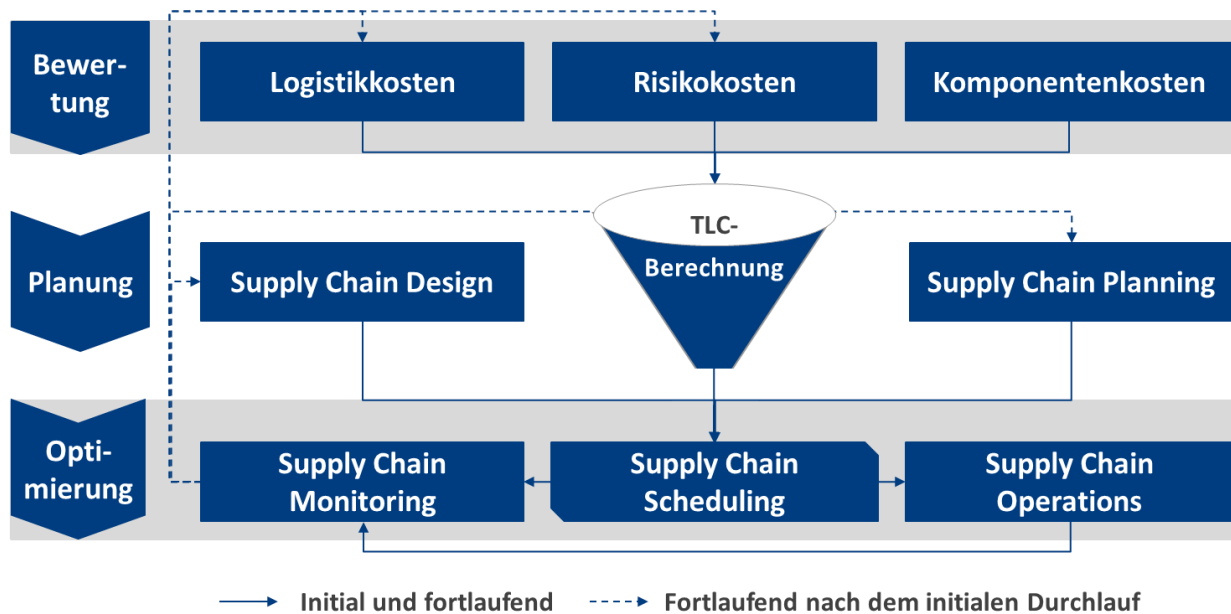 Bewer-
tung
Logistikkosten
Risikokosten
Komponentenkosten
TLC-
Berechnung
Planung
Supply Chain Design
Supply Chain Planning
Opti-
mierung
Supply Chain
Monitoring
Supply Chain
Scheduling
Supply Chain
Operations
Initial und fortlaufend
Fortlaufend nach dem initialen Durchlauf